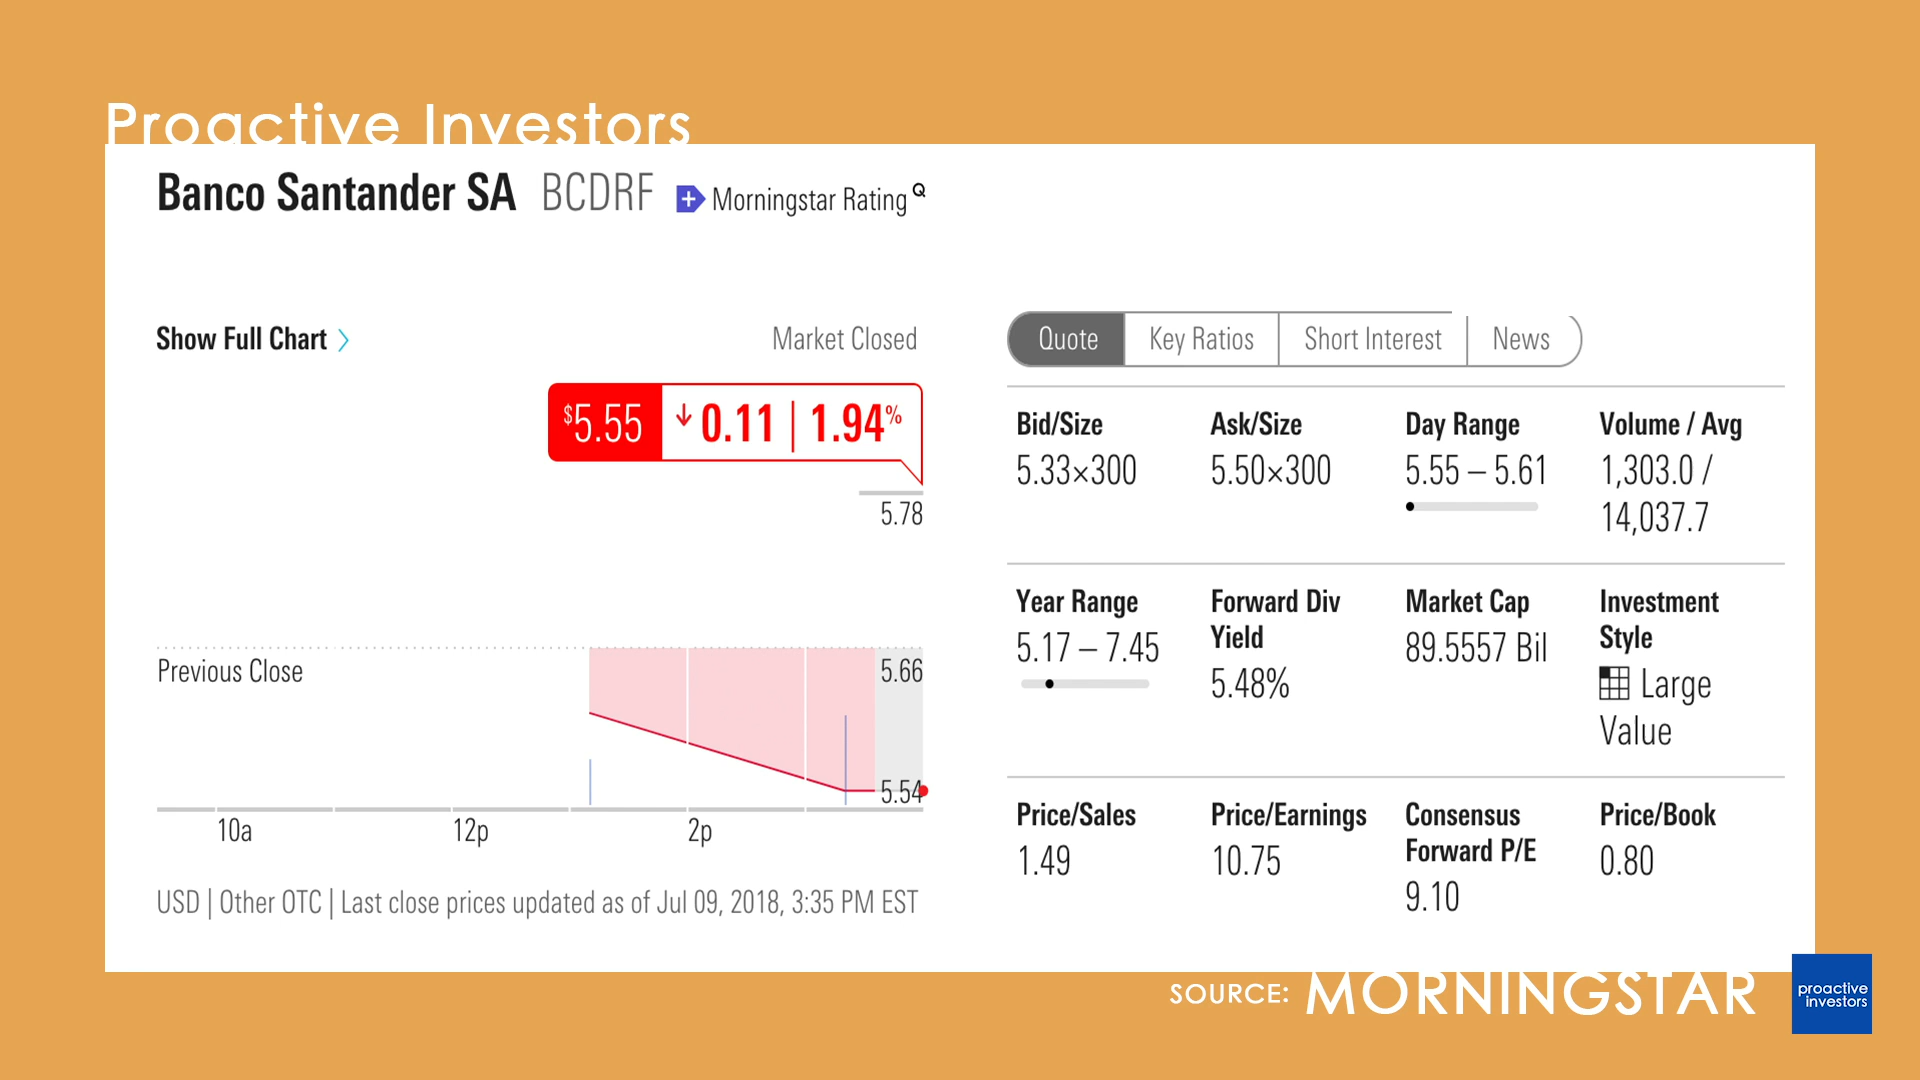 Proactive Investors
Banco Santander SA BCDRF + Morningstar Rating Q
Show Full Chart
Market Closed
$5.55 ↓ 0.11 | 1.94%
5.78
Previous Close
5.66
5.54
10a 12p 2p
USD | Other OTC | Last close prices updated as of Jul 09, 2018, 3:35 PM EST
Quote Key Ratios Short Interest News
Bid/Size
5.33×300
Ask/Size
5.50×300
Day Range
5.55 – 5.61
Volume / Avg
1,303.0 /
14,037.7
Year Range
5.17 – 7.45
Forward Div
Yield
5.48%
Market Cap
89.5557 Bil
Investment
Style
Large
Value
Price/Sales
1.49
Price/Earnings
10.75
Consensus
Forward P/E
9.10
Price/Book
0.80
SOURCE: MORNINGSTAR
proactive
investors